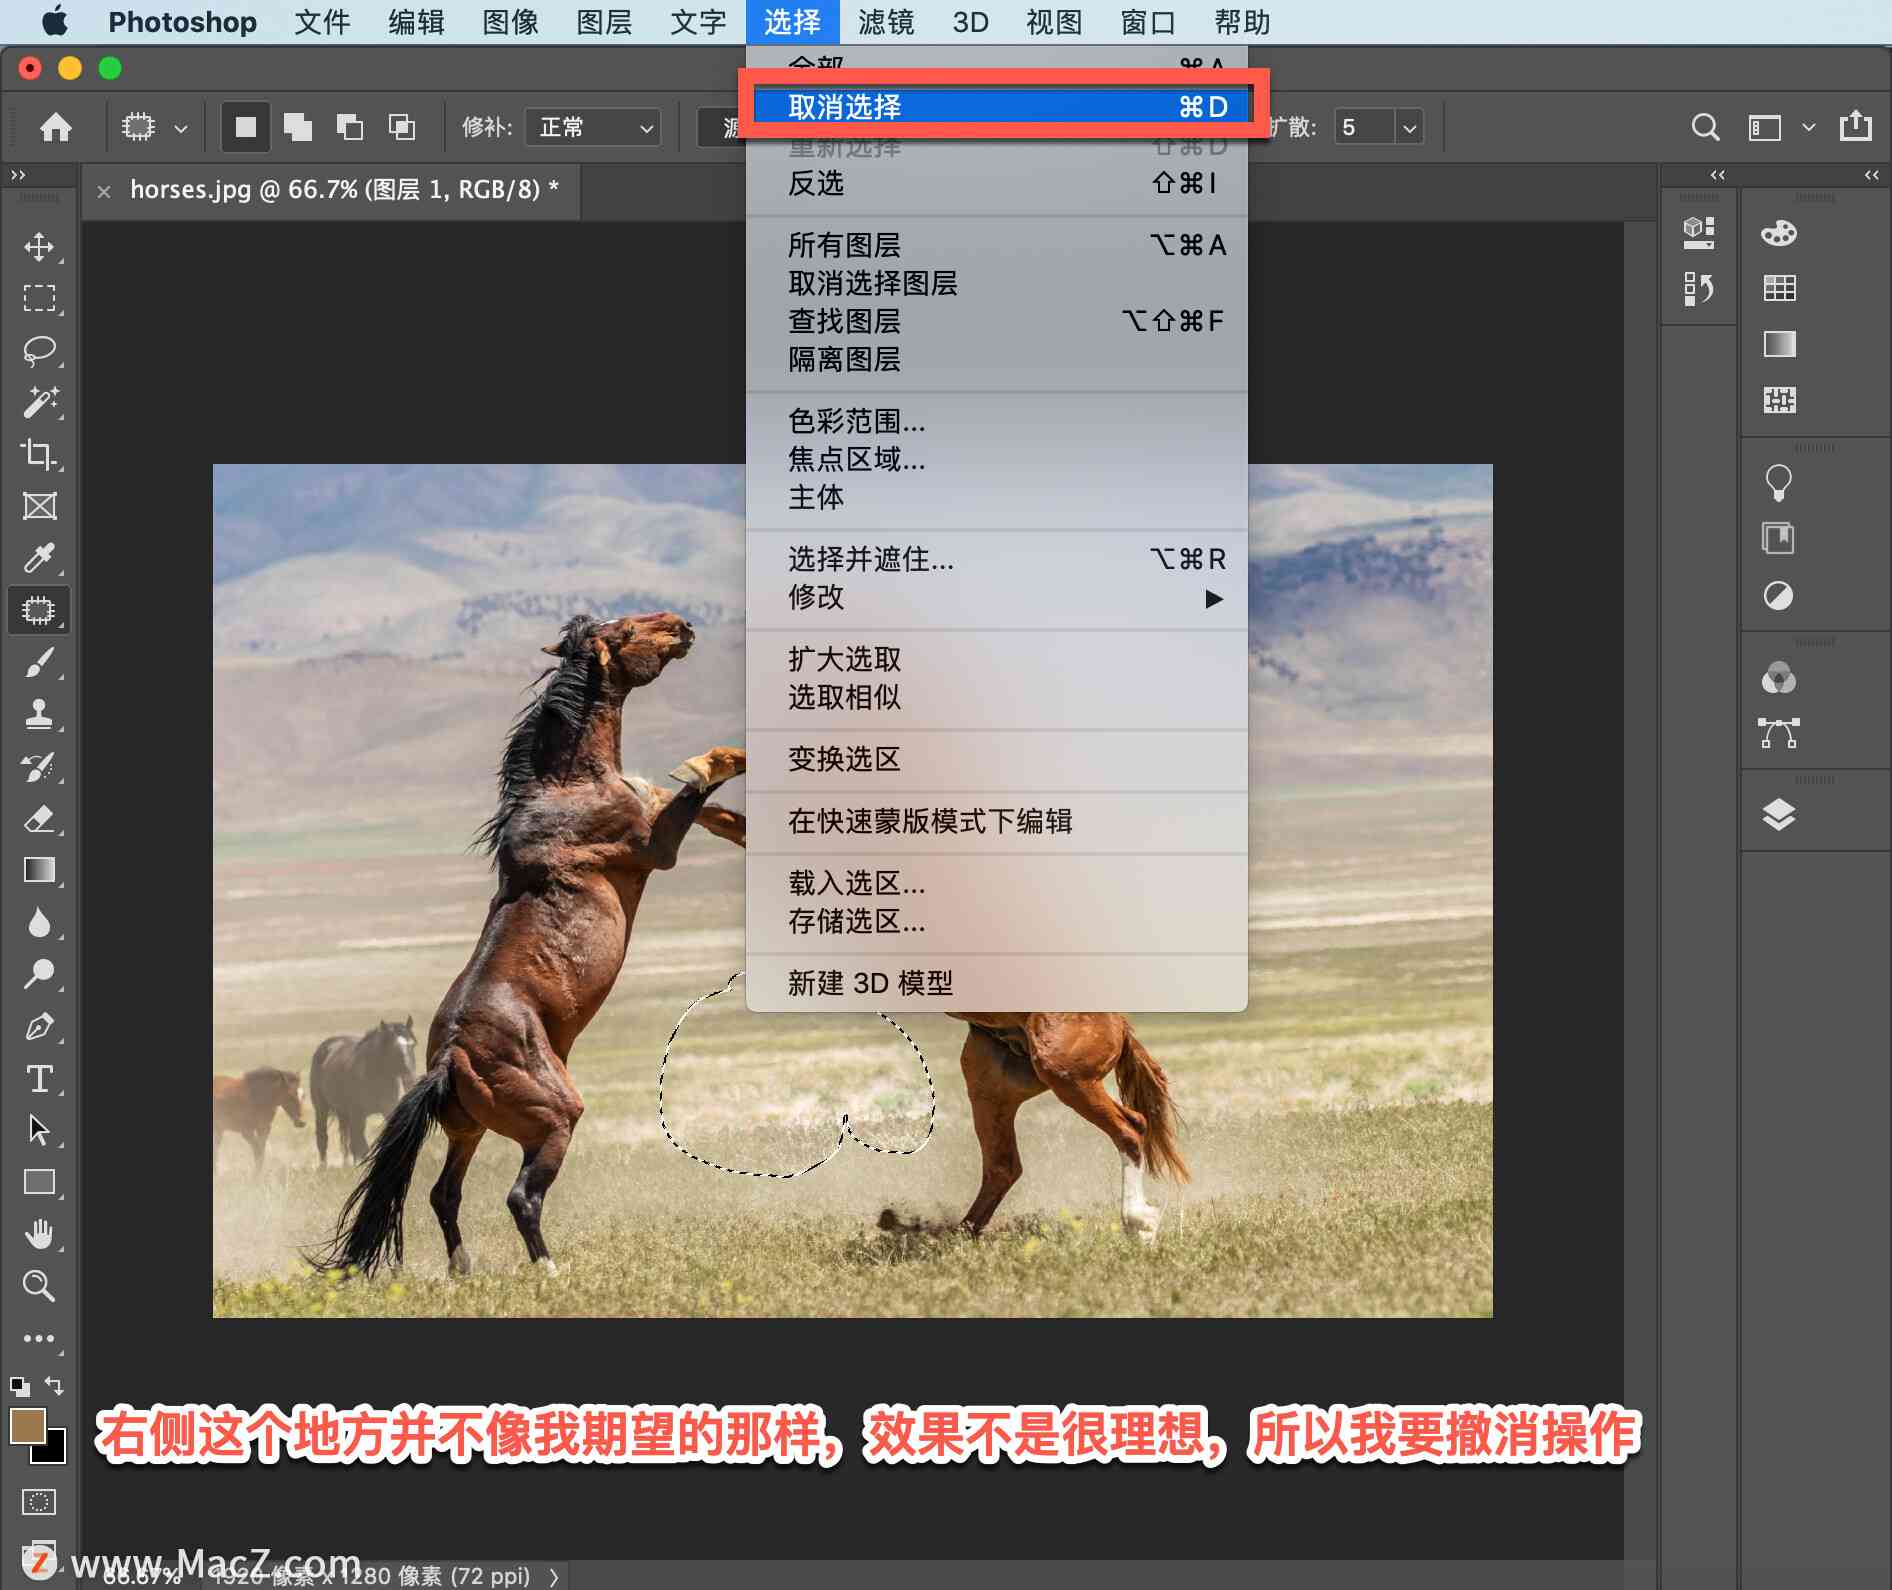 Photoshop 文件 编辑 图像 图层 文字 选择 滤镜 3D 视图 窗口 帮助
全部 ⌘A
取消选择 ⌘D
修补: 正常 源 扩散: 5
重新选择 ⇧⌘D
反选 ⇧⌘I
horses.jpg @ 66.7% (图层 1, RGB/8) *
所有图层 ⌥⌘A
取消选择图层
查找图层 ⌥⇧⌘F
隔离图层
色彩范围...
焦点区域...
主体
选择并遮住... ⌥⌘R
修改 ▶
扩大选取
选取相似
变换选区
在快速蒙版模式下编辑
载入选区...
存储选区...
新建 3D 模型
右侧这个地方并不像我期望的那样，效果不是很理想，所以我要撤消操作
www.MacZ.com
66.67% 1920 像素 x 1280 像素 (72 ppi)